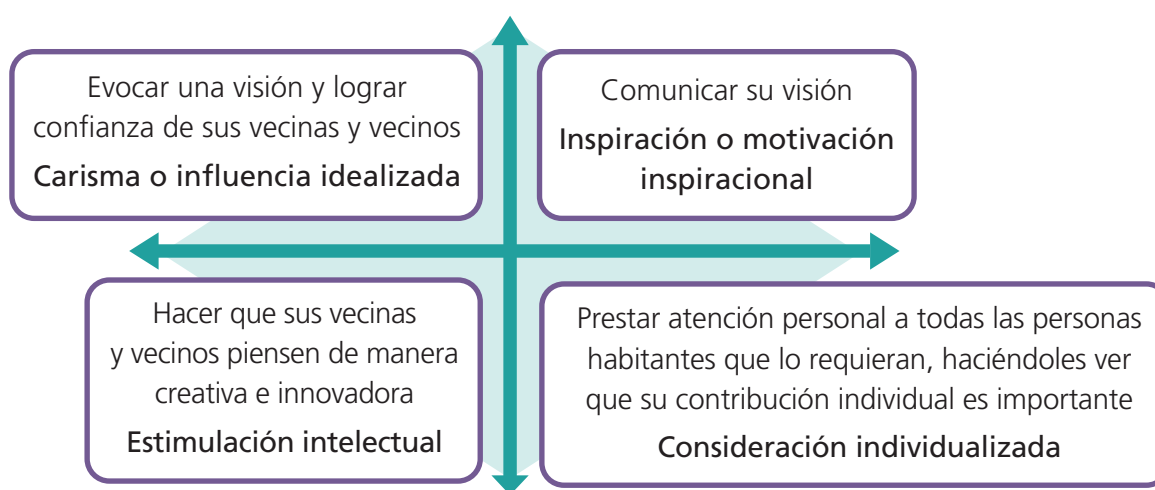 Evocar una visión y lograr
confianza de sus vecinas y vecinos
Carisma o influencia idealizada
Comunicar su visión
Inspiración o motivación
inspiracional
Hacer que sus vecinas
y vecinos piensen de manera
creativa e innovadora
Estimulación intelectual
Prestar atención personal a todas las personas
habitantes que lo requieran, haciéndoles ver
que su contribución individual es importante
Consideración individualizada